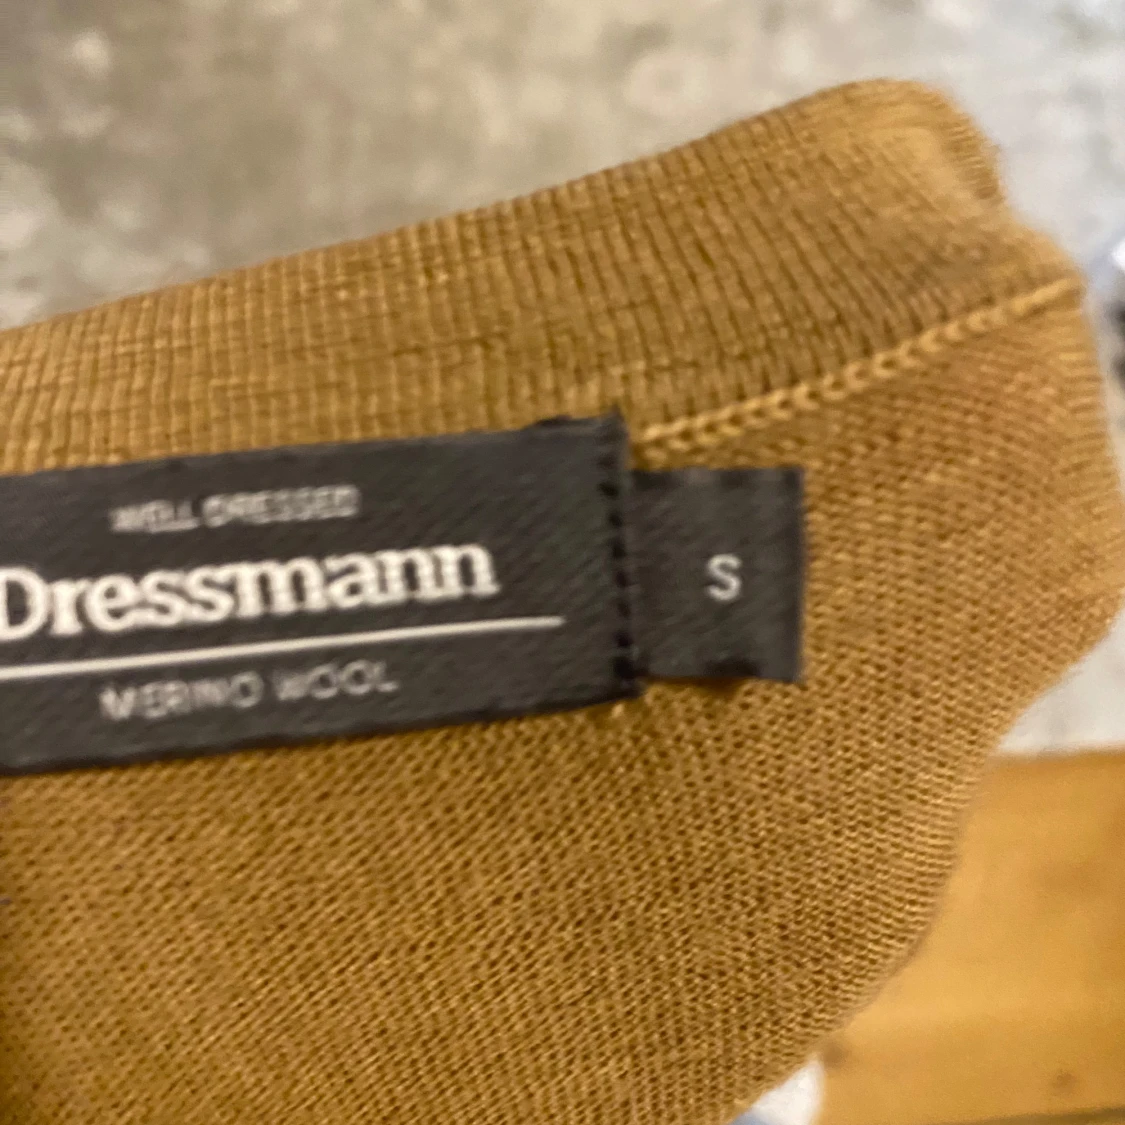 WELL DRESSED
Dressmann
S
MERINO WOOL